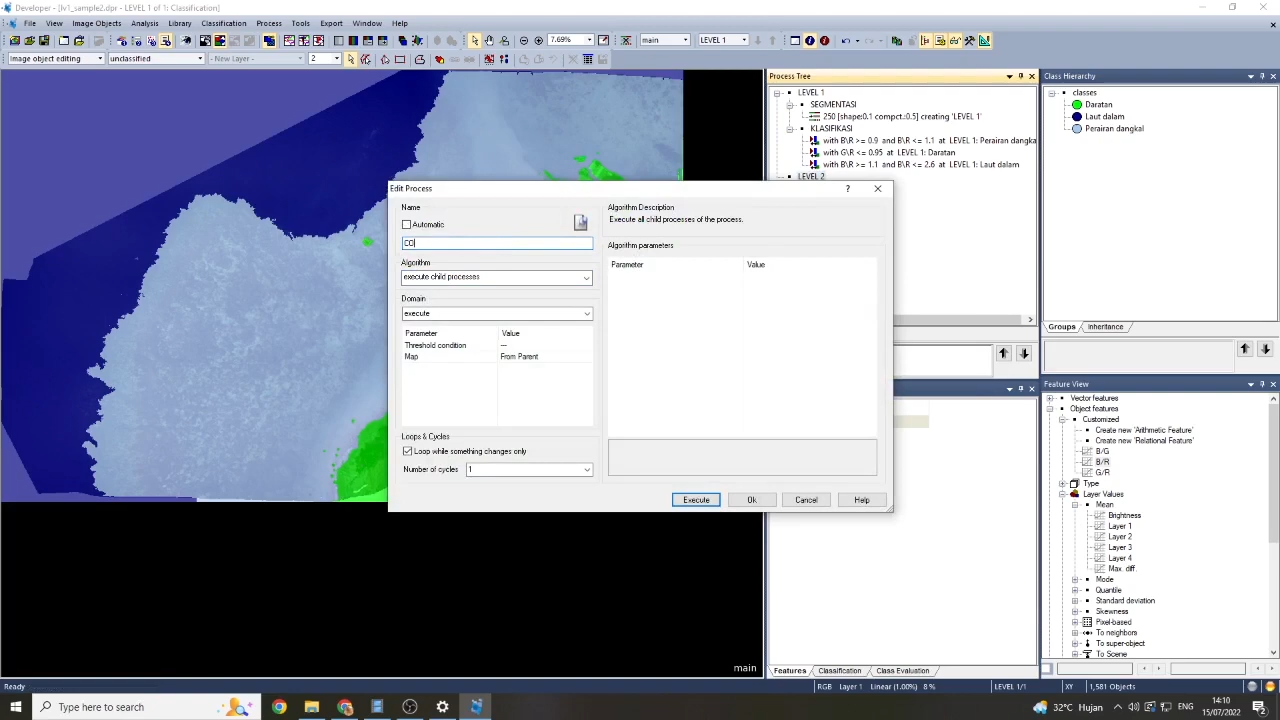 Developer - [lv1_sample2.dpr - LEVEL 1 of 1: Classification]
File View Image Objects Analysis Library Classification Process Tools Export Window Help
7.69% main LEVEL 1
Image object editing unclassified - New Layer - 2
Process Tree
LEVEL 1
SEGMENTASI
250 [shape:0.1 compct.:0.5] creating 'LEVEL 1'
KLASIFIKASI
with B\R >= 0.9 and B\R <= 1.1 at LEVEL 1: Perairan dangka
with G\R <= 0.95 at LEVEL 1: Daratan
with B\R >= 1.1 and B\R <= 2.6 at LEVEL 1: Laut dalam
LEVEL 2
Class Hierarchy
classes
Daratan
Laut dalam
Perairan dangkal
Groups Inheritance
Edit Process
Name
Automatic
CO
Algorithm
execute child processes
Domain
execute
Parameter Value
Threshold condition ---
Map From Parent
Loops & Cycles
Loop while something changes only
Number of cycles 1
Algorithm Description
Execute all child processes of the process.
Algorithm parameters
Parameter Value
Execute Ok Cancel Help
Feature View
Vector features
Object features
Customized
Create new 'Arithmetic Feature'
Create new 'Relational Feature'
B/G
B/R
G/R
Type
Layer Values
Mean
Brightness
Layer 1
Layer 2
Layer 3
Layer 4
Max. diff.
Mode
Quantile
Standard deviation
Skewness
Pixel-based
To neighbors
To super-object
To Scene
main
Features Classification Class Evaluation
Ready RGB Layer 1 Linear (1.00%) 8 % LEVEL 1/1 XY 1,581 Objects
Type here to search
32°C Hujan
14:10
15/07/2022
2